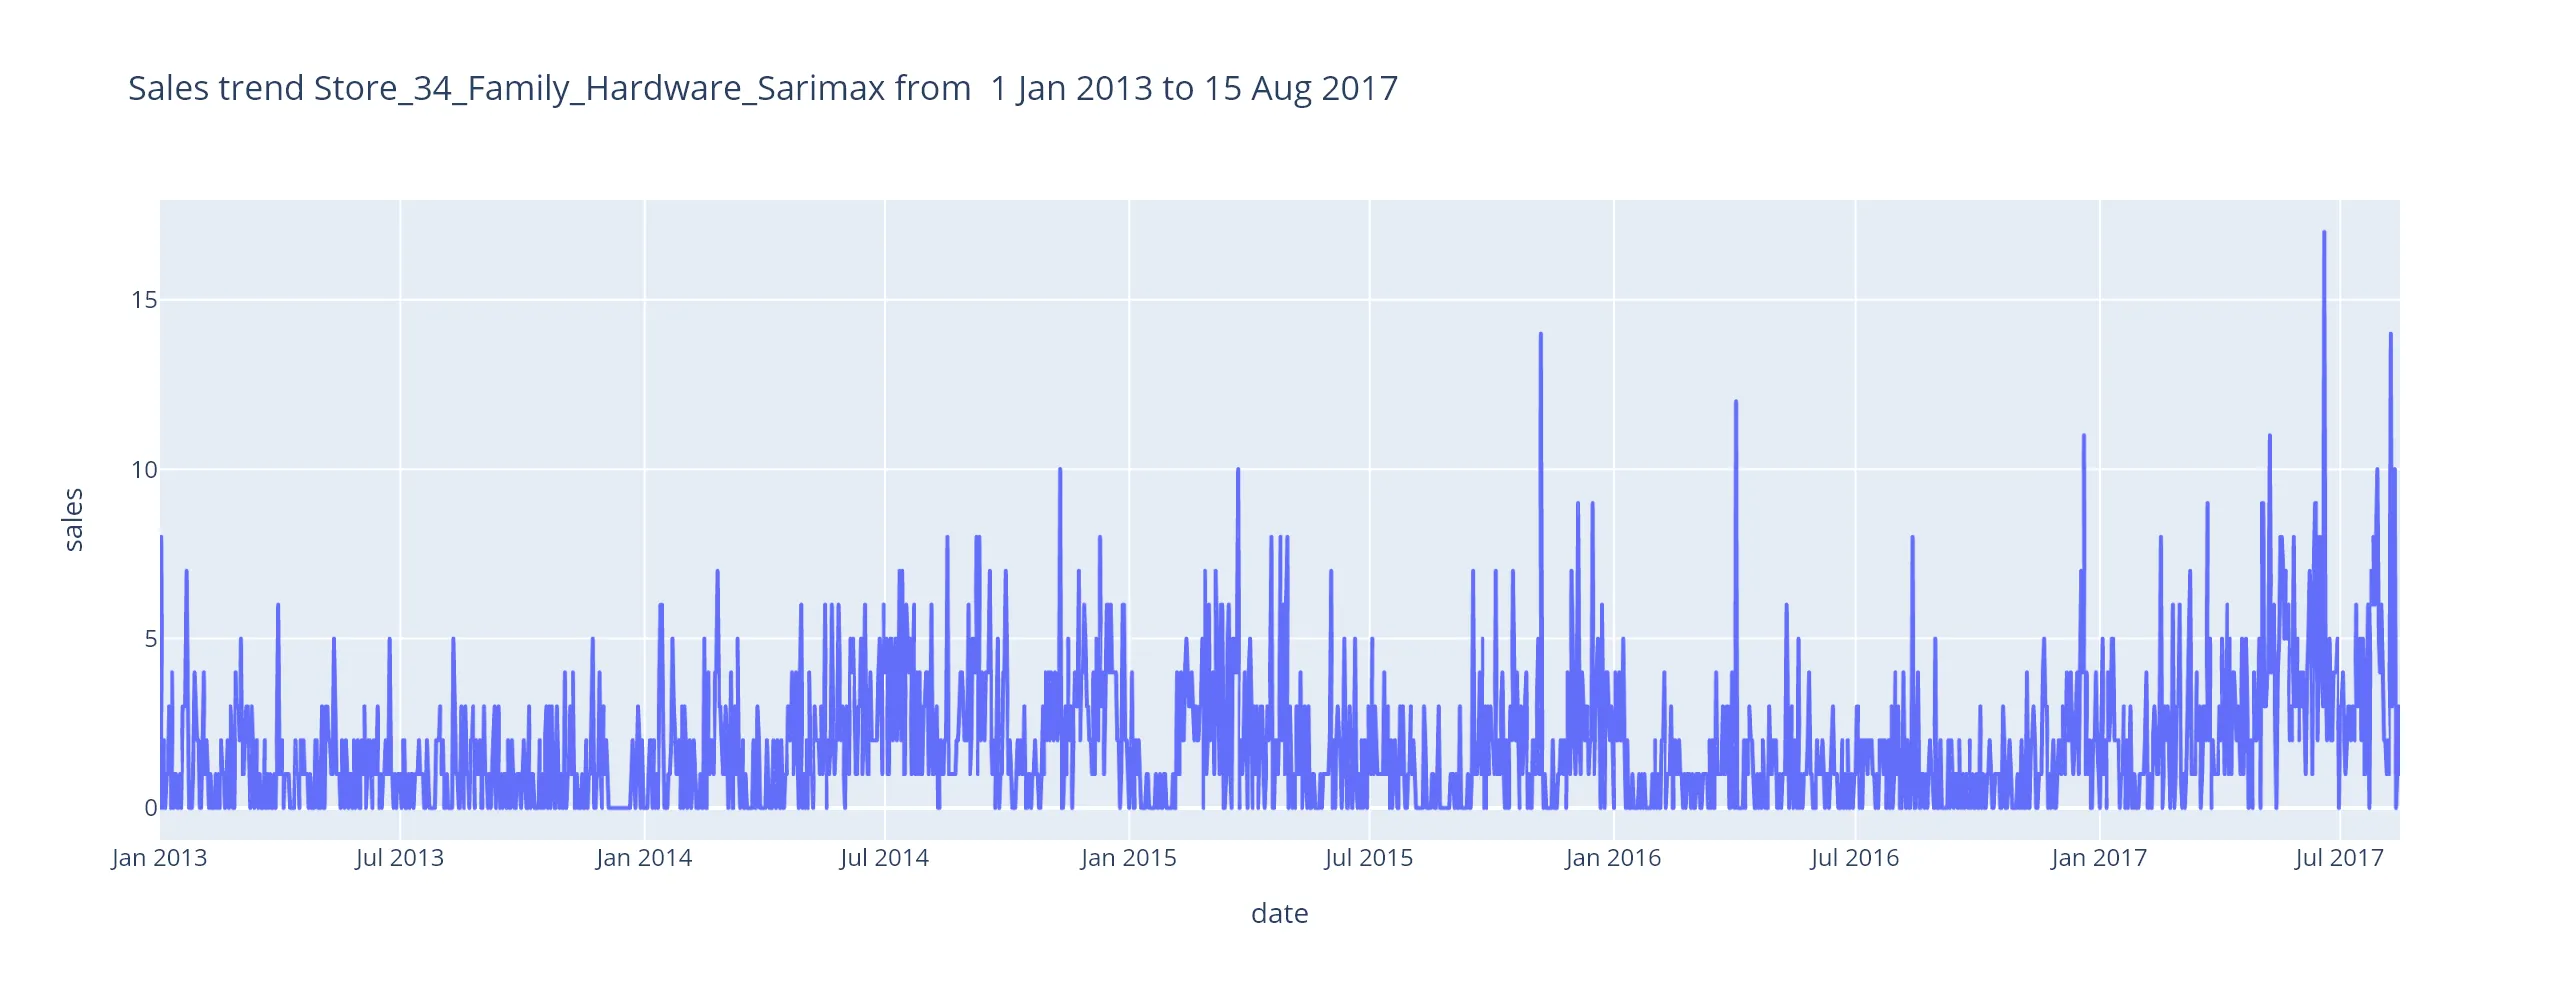 Sales trend Store_34_Family_Hardware_Sarimax from  1 Jan 2013 to 15 Aug 2017
15
10
sales
5
0
Jan 2013 Jul 2013 Jan 2014 Jul 2014 Jan 2015 Jul 2015 Jan 2016 Jul 2016 Jan 2017 Jul 2017
date